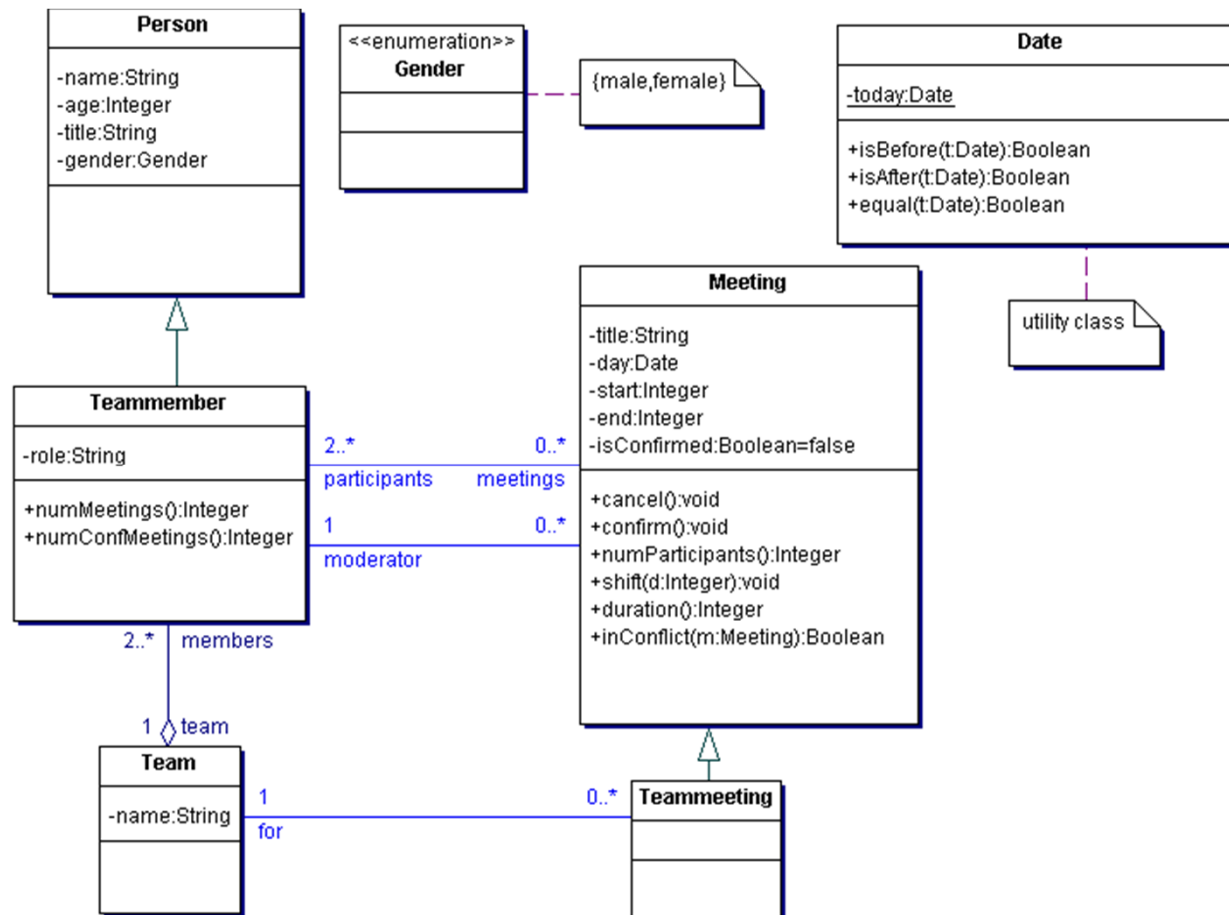 Person
-name:String
-age:Integer
-title:String
-gender:Gender
<<enumeration>>
Gender
{male,female}
Date
-today:Date
+isBefore(t:Date):Boolean
+isAfter(t:Date):Boolean
+equal(t:Date):Boolean
utility class
Meeting
-title:String
-day:Date
-start:Integer
-end:Integer
-isConfirmed:Boolean=false
+cancel():void
+confirm():void
+numParticipants():Integer
+shift(d:Integer):void
+duration():Integer
+inConflict(m:Meeting):Boolean
Teammember
-role:String
+numMeetings():Integer
+numConfMeetings():Integer
2..* 0..*
participants meetings
1 0..*
moderator
2..* members
1 team
Team
-name:String
1 0..*
for
Teammeeting